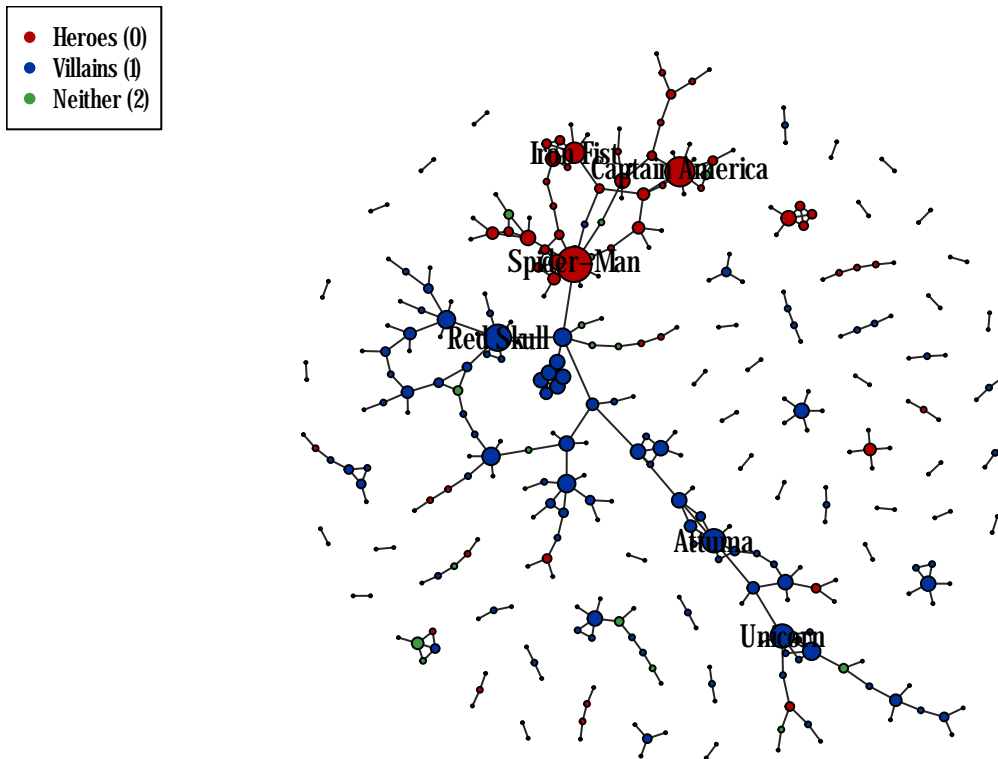 Heroes (0)
Villains (1)
Neither (2)
Iron Fist
Captain America
Spider-Man
Red Skull
Attuma
Unicorn